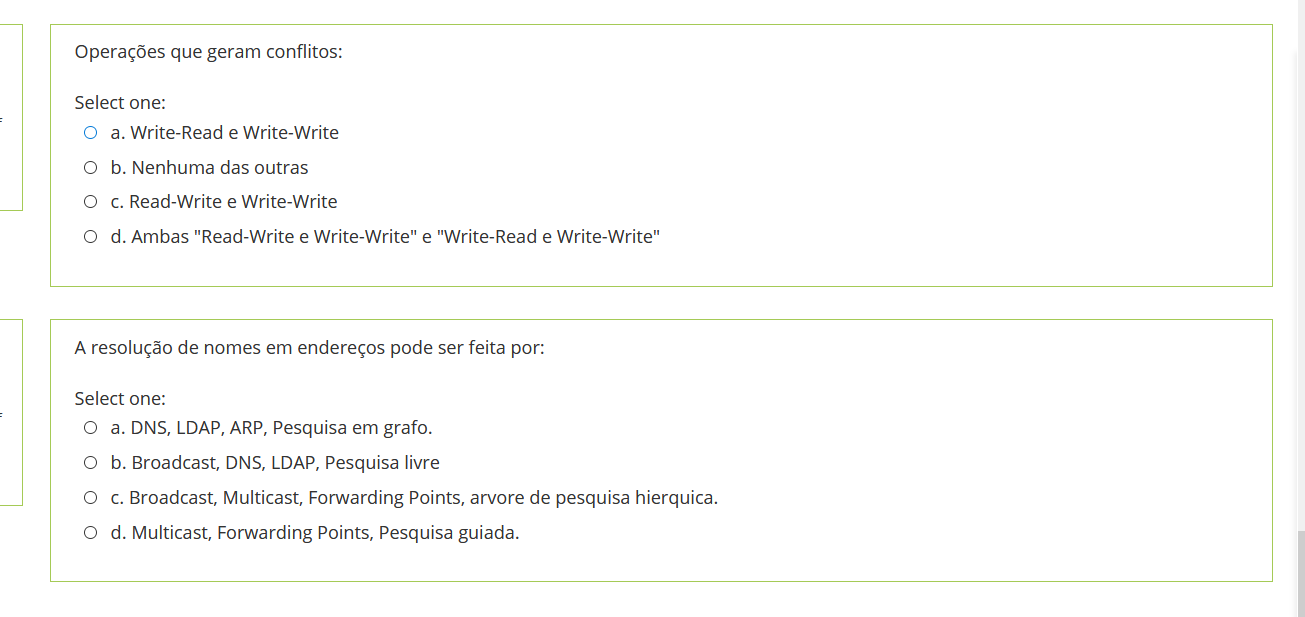 Operações que geram conflitos:
Select one:
a. Write-Read e Write-Write
b. Nenhuma das outras
c. Read-Write e Write-Write
d. Ambas "Read-Write e Write-Write" e "Write-Read e Write-Write"
A resolução de nomes em endereços pode ser feita por:
Select one:
a. DNS, LDAP, ARP, Pesquisa em grafo.
b. Broadcast, DNS, LDAP, Pesquisa livre
c. Broadcast, Multicast, Forwarding Points, arvore de pesquisa hierquica.
d. Multicast, Forwarding Points, Pesquisa guiada.